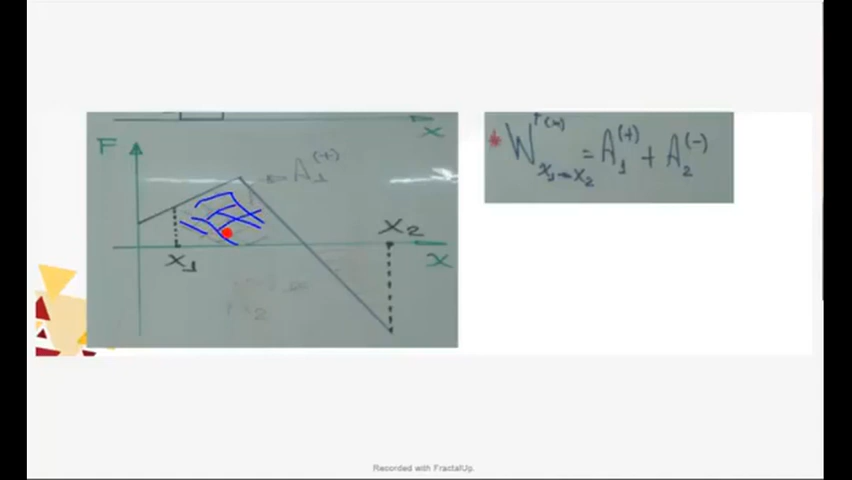 x
F
A₁⁽⁺⁾
X₂
X₁
x
* W^F(x) x₁→x₂ = A₁⁽⁺⁾ + A₂⁽⁻⁾
Recorded with FractalUp.